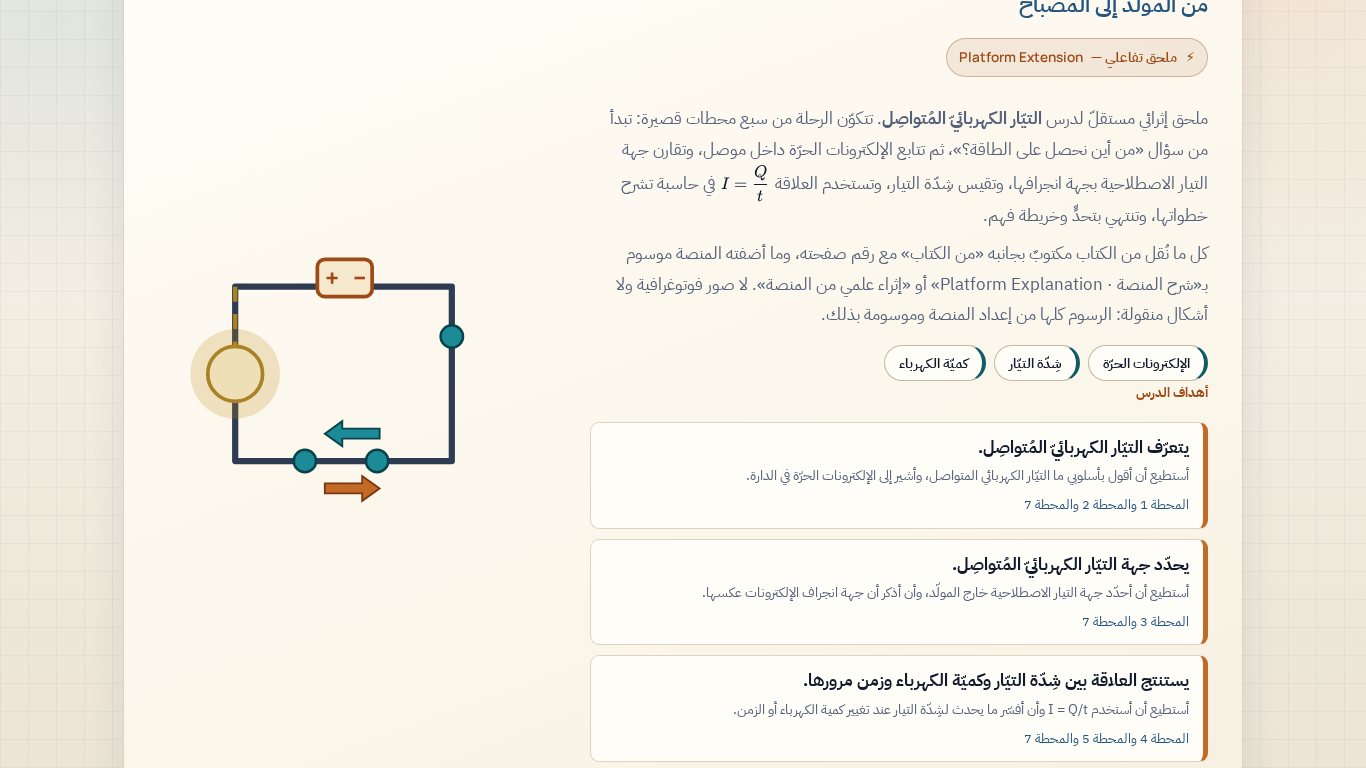 من المولّد إلى المصباح
⚡ ملحق تفاعلي — Platform Extension
ملحق إثرائي مستقلّ لدرس التيّار الكهربائيّ المُتواصِل. تتكوّن الرحلة من سبع محطات قصيرة: تبدأ
من سؤال «من أين نحصل على الطاقة؟»، ثم تتابع الإلكترونات الحرّة داخل موصل، وتقارن جهة
التيار الاصطلاحية بجهة انجرافها، وتقيس شِدّة التيار، وتستخدم العلاقة I = Q/t في حاسبة تشرح
خطواتها، وتنتهي بتحدٍّ وخريطة فهم.
كل ما نُقل من الكتاب مكتوبٌ بجانبه «من الكتاب» مع رقم صفحته، وما أضفته المنصة موسوم
بـ«شرح المنصة · Platform Explanation» أو «إثراء علمي من المنصة». لا صور فوتوغرافية ولا
أشكال منقولة: الرسوم كلها من إعداد المنصة وموسومة بذلك.
الإلكترونات الحرّة
شِدّة التيّار
كميّة الكهرباء
أهداف الدرس
يتعرّف التيّار الكهربائيّ المُتواصِل.
أستطيع أن أقول بأسلوبي ما التيّار الكهربائي المتواصل، وأشير إلى الإلكترونات الحرّة في الدارة.
المحطة 1 والمحطة 2 والمحطة 7
يحدّد جهة التيار الكهربائيّ المُتواصِل.
أستطيع أن أحدّد جهة التيار الاصطلاحية خارج المولّد، وأن أذكر أن جهة انجراف الإلكترونات عكسها.
المحطة 3 والمحطة 7
يستنتج العلاقة بين شِدّة التيّار وكميّة الكهرباء وزمن مرورها.
أستطيع أن أستخدم I = Q/t وأن أفسّر ما يحدث لشِدّة التيار عند تغيير كمية الكهرباء أو الزمن.
المحطة 4 والمحطة 5 والمحطة 7
+ −